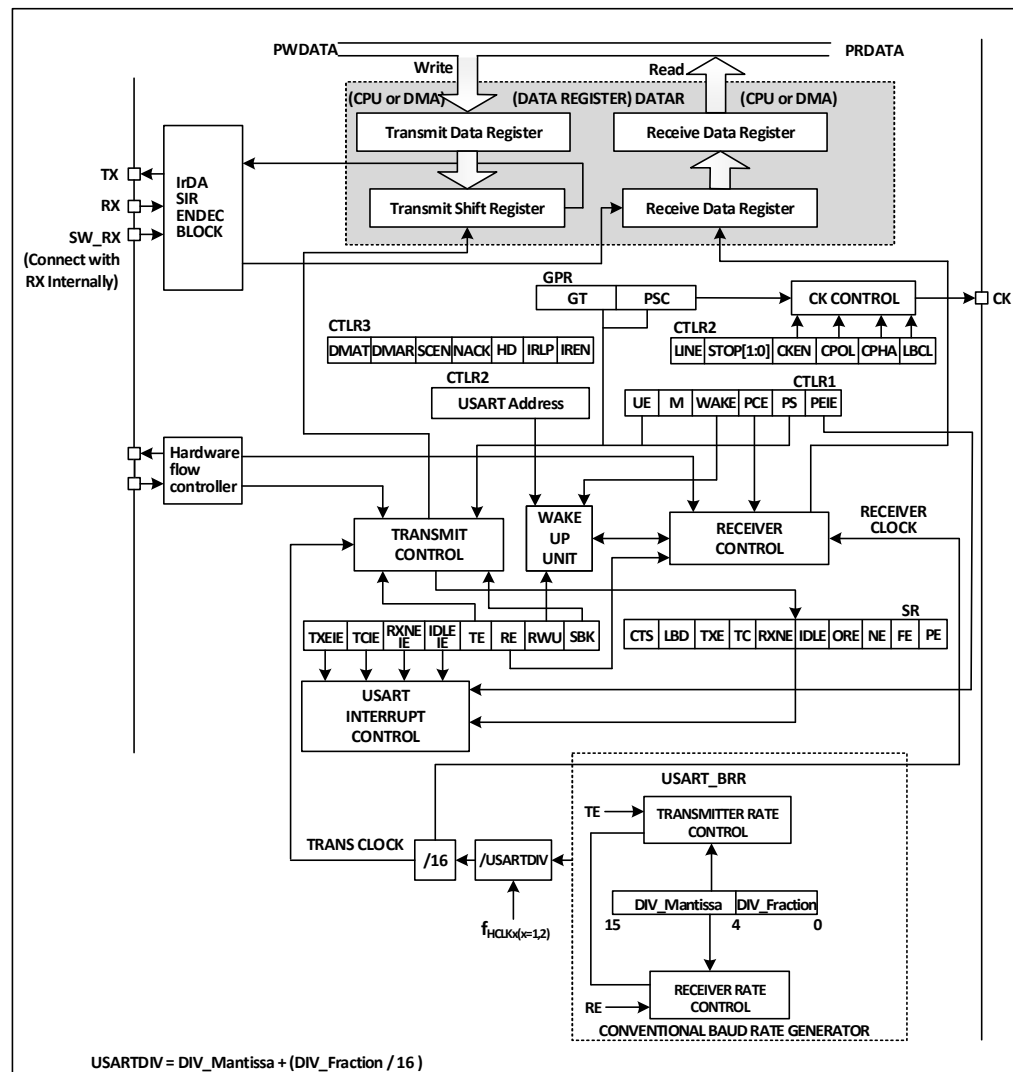 PWDATA PRDATA
Write Read
(CPU or DMA) (DATA REGISTER) DATAR (CPU or DMA)
Transmit Data Register Receive Data Register
TX
RX
SW_RX
(Connect with
RX Internally)
IrDA
SIR
ENDEC
BLOCK
Transmit Shift Register Receive Data Register
GPR
GT PSC
CK CONTROL CK
CTLR3
DMAT DMAR SCEN NACK HD IRLP IREN
CTLR2
LINE STOP[1:0] CKEN CPOL CPHA LBCL
CTLR2
USART Address
CTLR1
UE M WAKE PCE PS PEIE
Hardware
flow
controller
TRANSMIT
CONTROL
WAKE
UP
UNIT
RECEIVER
CONTROL
RECEIVER
CLOCK
TXEIE TCIE RXNE
IE IDLE
IE TE RE RWU SBK
SR
CTS LBD TXE TC RXNE IDLE ORE NE FE PE
USART
INTERRUPT
CONTROL
USART_BRR
TE
TRANSMITTER RATE
CONTROL
TRANS CLOCK
/16
/USARTDIV
fHCLKx(x=1,2)
DIV_Mantissa DIV_Fraction
15 4 0
RECEIVER RATE
CONTROL
RE
CONVENTIONAL BAUD RATE GENERATOR
USARTDIV = DIV_Mantissa + (DIV_Fraction / 16 )